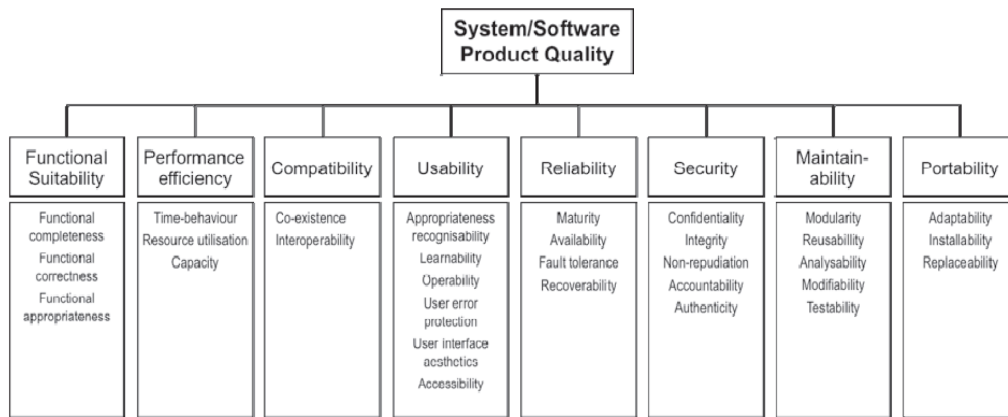 System/Software
Product Quality
Functional
Suitability
Functional
completeness
Functional
correctness
Functional
appropriateness
Performance
efficiency
Time-behaviour
Resource utilisation
Capacity
Compatibility
Co-existence
Interoperability
Usability
Appropriateness
recognisability
Learnability
Operability
User error
protection
User interface
aesthetics
Accessibility
Reliability
Maturity
Availability
Fault tolerance
Recoverability
Security
Confidentiality
Integrity
Non-repudiation
Accountability
Authenticity
Maintain-
ability
Modularity
Reusabillity
Analysability
Modifiability
Testability
Portability
Adaptability
Installability
Replaceability